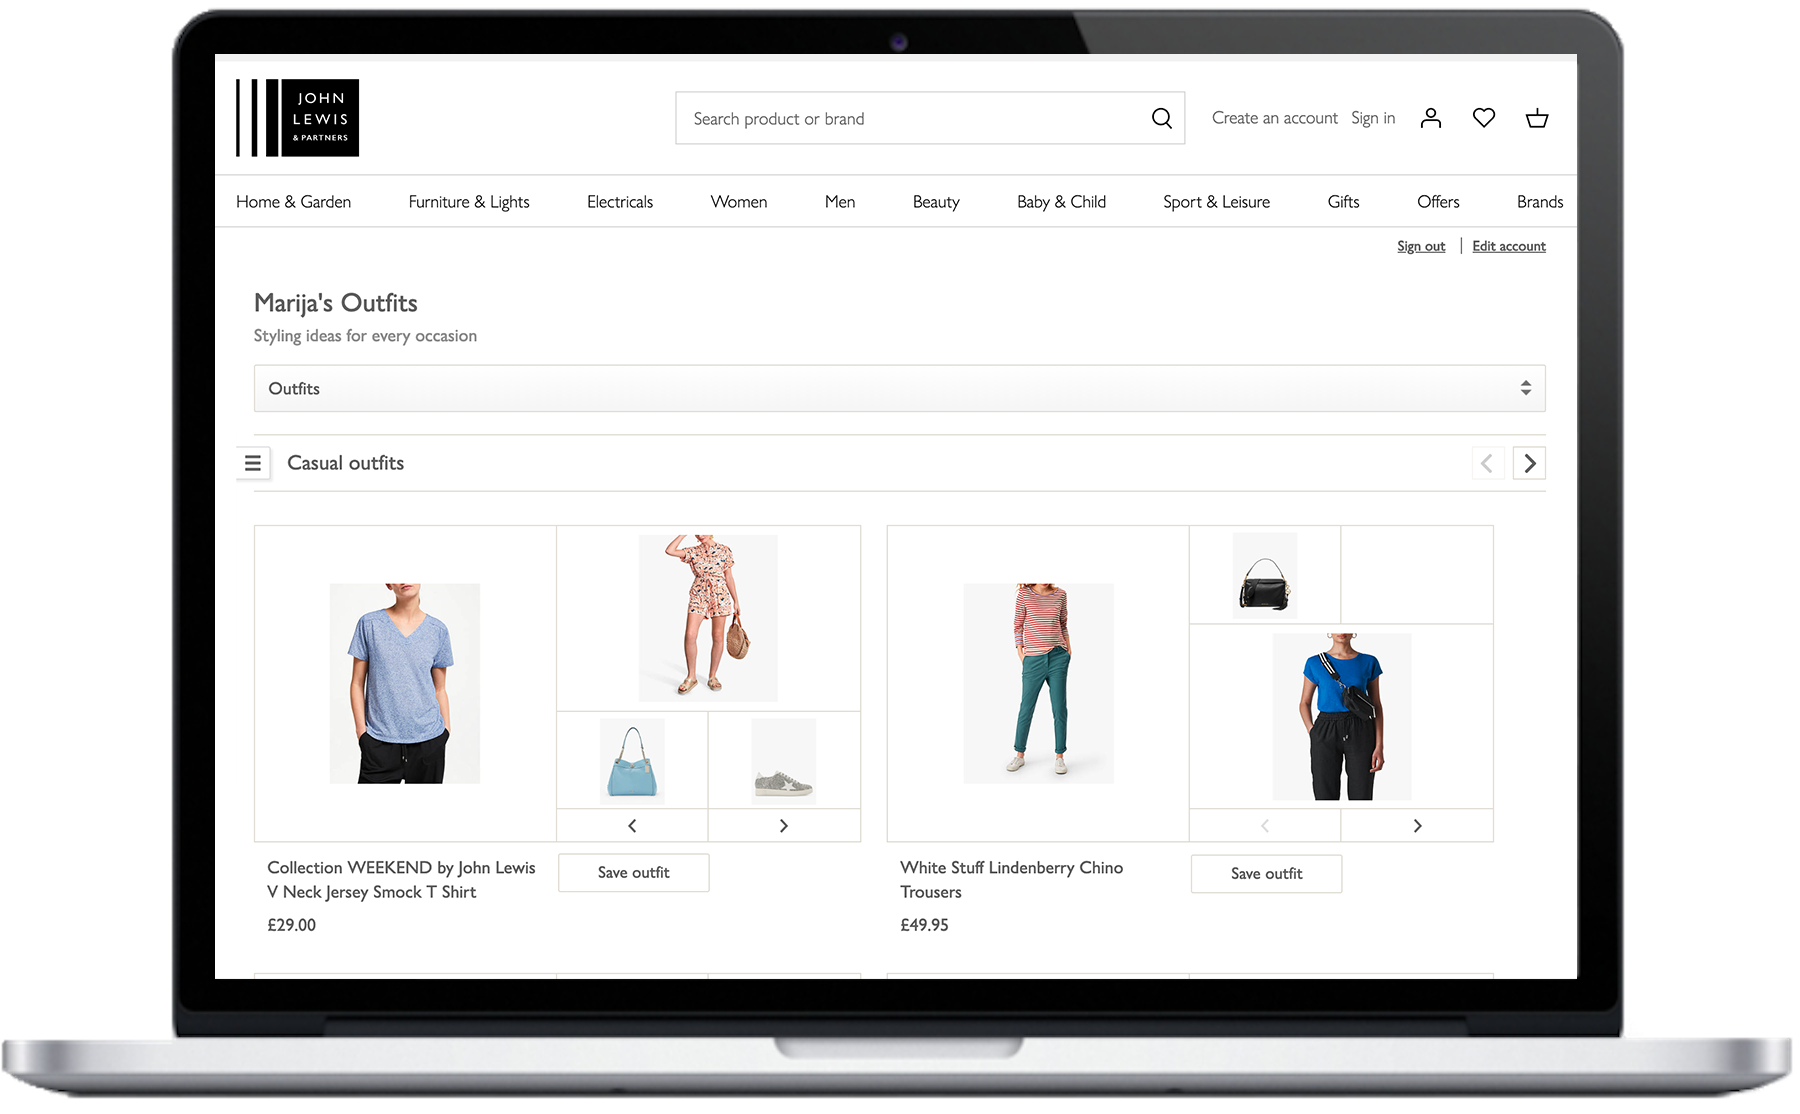 JOHN
LEWIS
& PARTNERS
Search product or brand
Create an account Sign in
Home & Garden Furniture & Lights Electricals Women Men Beauty Baby & Child Sport & Leisure Gifts Offers Brands
Sign out | Edit account
Marija's Outfits
Styling ideas for every occasion
Outfits
Casual outfits
Collection WEEKEND by John Lewis
V Neck Jersey Smock T Shirt
£29.00
Save outfit
White Stuff Lindenberry Chino
Trousers
£49.95
Save outfit